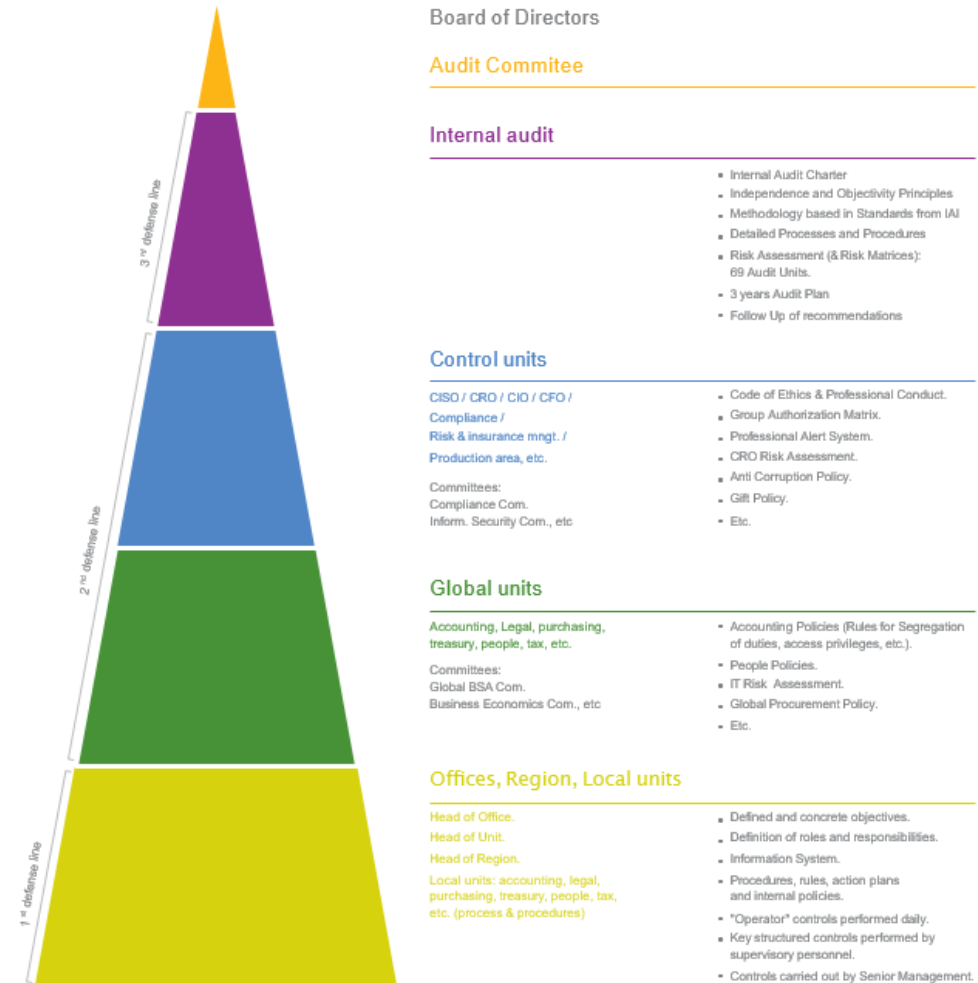 Board of Directors
Audit Commitee
Internal audit
3 rd defense line
▪ Internal Audit Charter
▪ Independence and Objectivity Principles
▪ Methodology based in Standards from IAI
▪ Detailed Processes and Procedures
▪ Risk Assessment (& Risk Matrices):
69 Audit Units.
▪ 3 years Audit Plan
▪ Follow Up of recommendations
Control units
CISO / CRO / CIO / CFO /
Compliance /
Risk & insurance mngt. /
Production area, etc.
Committees:
Compliance Com.
Inform. Security Com., etc
▪ Code of Ethics & Professional Conduct.
▪ Group Authorization Matrix.
▪ Professional Alert System.
▪ CRO Risk Assessment.
▪ Anti Corruption Policy.
▪ Gift Policy.
▪ Etc.
2 nd defense line
Global units
Accounting, Legal, purchasing,
treasury, people, tax, etc.
Committees:
Global BSA Com.
Business Economics Com., etc
▪ Accounting Policies (Rules for Segregation
of duties, access privileges, etc.).
▪ People Policies.
▪ IT Risk Assessment.
▪ Global Procurement Policy.
▪ Etc.
Offices, Region, Local units
1 st defense line
Head of Office.
Head of Unit.
Head of Region.
Local units: accounting, legal,
purchasing, treasury, people, tax,
etc. (process & procedures)
▪ Defined and concrete objectives.
▪ Definition of roles and responsibilities.
▪ Information System.
▪ Procedures, rules, action plans
and internal policies.
▪ "Operator" controls performed daily.
▪ Key structured controls performed by
supervisory personnel.
▪ Controls carried out by Senior Management.